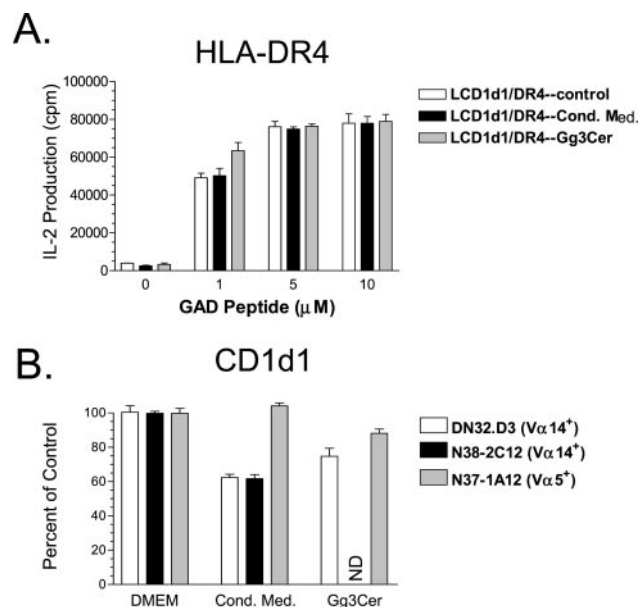 A.
HLA-DR4
IL-2 Production (cpm)
100000
80000
60000
40000
20000
0
0 1 5 10
GAD Peptide (μM)
LCD1d1/DR4--control
LCD1d1/DR4--Cond. Med.
LCD1d1/DR4--Gg3Cer
B.
CD1d1
Percent of Control
100
80
60
40
20
0
ND
DMEM Cond. Med. Gg3Cer
DN32.D3 (Vα14⁺)
N38-2C12 (Vα14⁺)
N37-1A12 (Vα5⁺)